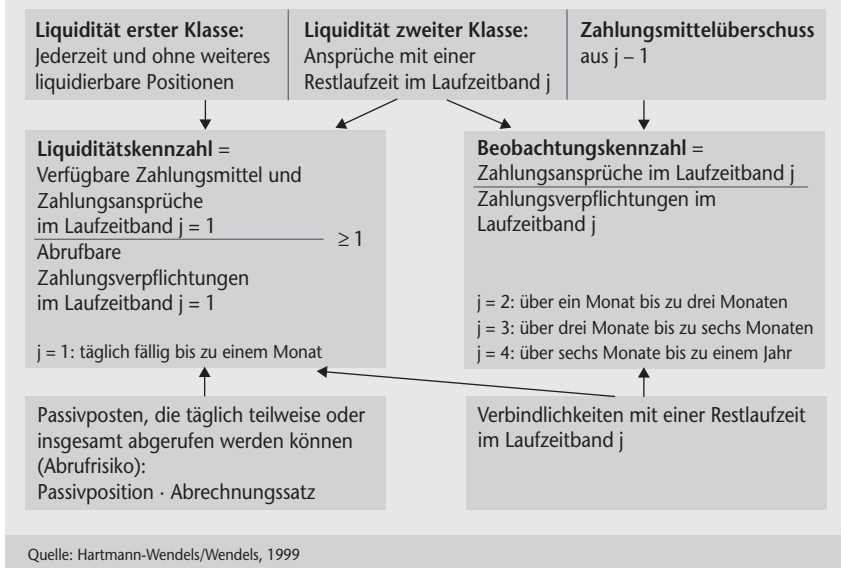 Liquidität erster Klasse:
Jederzeit und ohne weiteres
liquidierbare Positionen
Liquidität zweiter Klasse:
Ansprüche mit einer
Restlaufzeit im Laufzeitband j
Zahlungsmittelüberschuss
aus j – 1
Liquiditätskennzahl =
Verfügbare Zahlungsmittel und
Zahlungsansprüche
im Laufzeitband j = 1
≥ 1
Abrufbare
Zahlungsverpflichtungen
im Laufzeitband j = 1
j = 1: täglich fällig bis zu einem Monat
Beobachtungskennzahl =
Zahlungsansprüche im Laufzeitband j
Zahlungsverpflichtungen im
Laufzeitband j
j = 2: über ein Monat bis zu drei Monaten
j = 3: über drei Monate bis zu sechs Monaten
j = 4: über sechs Monate bis zu einem Jahr
Passivposten, die täglich teilweise oder
insgesamt abgerufen werden können
(Abrufrisiko):
Passivposition · Abrechnungssatz
Verbindlichkeiten mit einer Restlaufzeit
im Laufzeitband j
Quelle: Hartmann-Wendels/Wendels, 1999